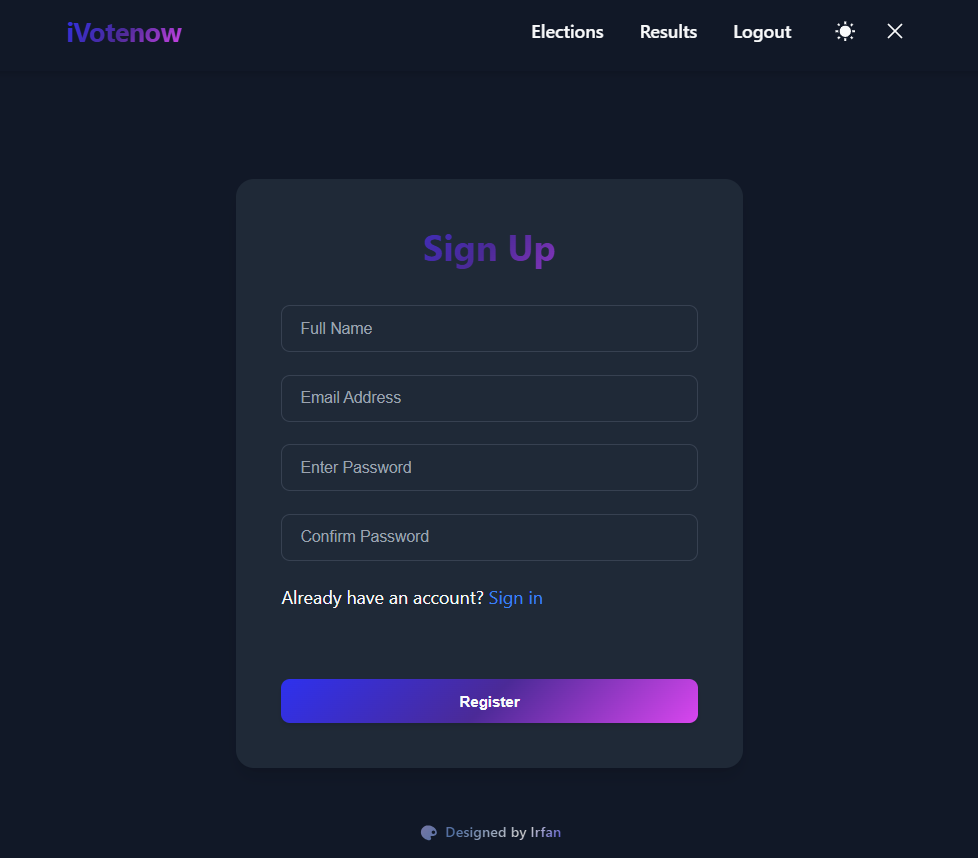 iVotenow
Elections Results Logout
Sign Up
Full Name
Email Address
Enter Password
Confirm Password
Already have an account? Sign in
Register
Designed by Irfan